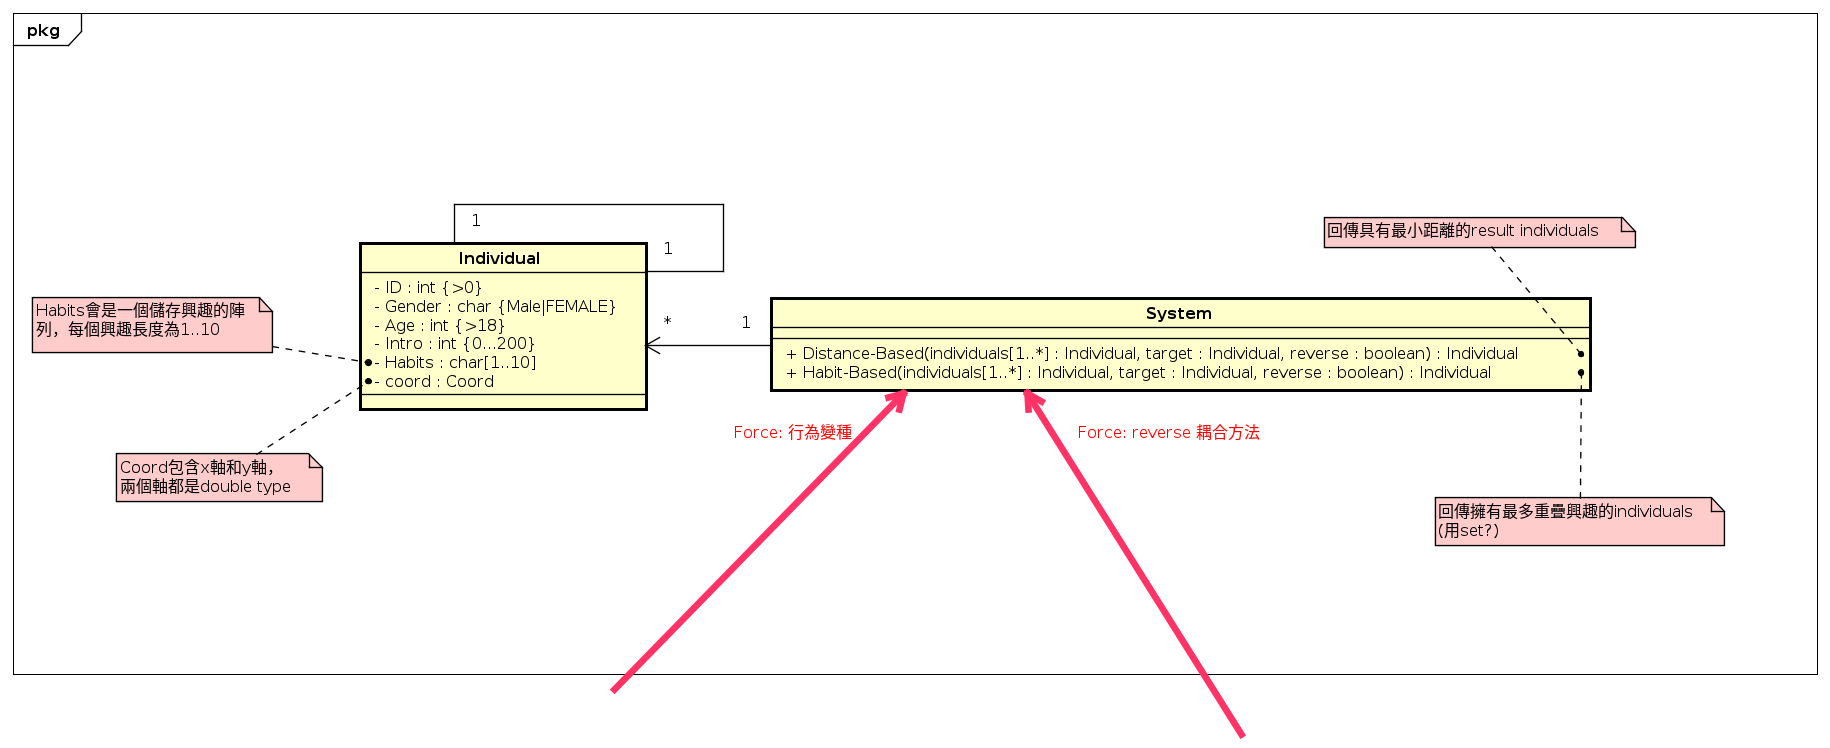 pkg
1
1
Individual
- ID : int {>0}
- Gender : char {Male|FEMALE}
- Age : int {>18}
- Intro : int {0...200}
- Habits : char[1..10]
- coord : Coord
Habits會是一個儲存興趣的陣
列，每個興趣長度為1..10
Coord包含x軸和y軸，
兩個軸都是double type
*
1
System
+ Distance-Based(individuals[1..*] : Individual, target : Individual, reverse : boolean) : Individual
+ Habit-Based(individuals[1..*] : Individual, target : Individual, reverse : boolean) : Individual
回傳具有最小距離的result individuals
Force: 行為變種
Force: reverse 耦合方法
回傳擁有最多重疊興趣的individuals
(用set?)